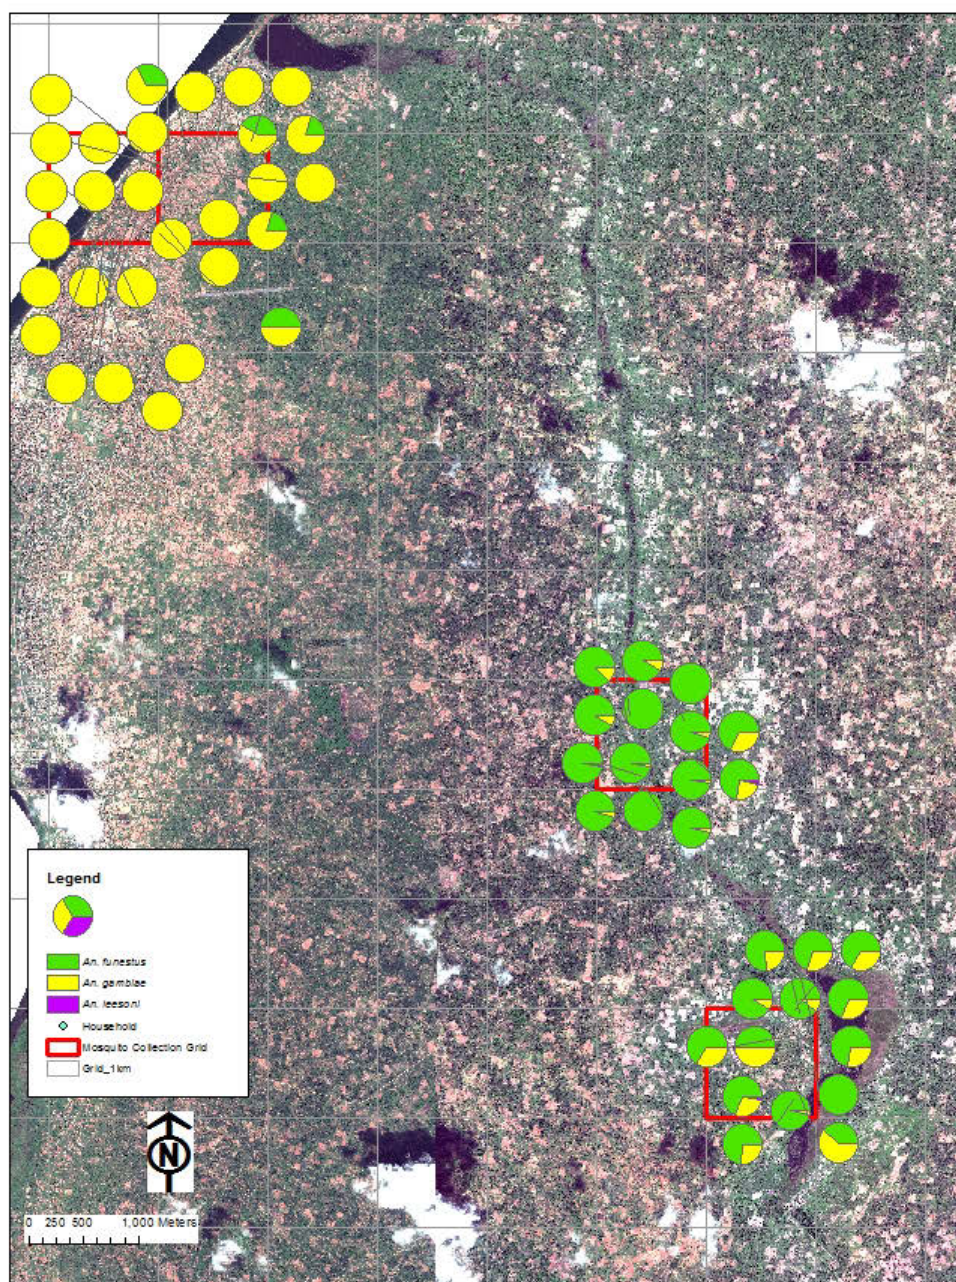 Legend
An. funestus
An. gambiae
An. leesoni
Household
Mosquito Collection Grid
Grid_1km
N
0 250 500 1,000 Meters